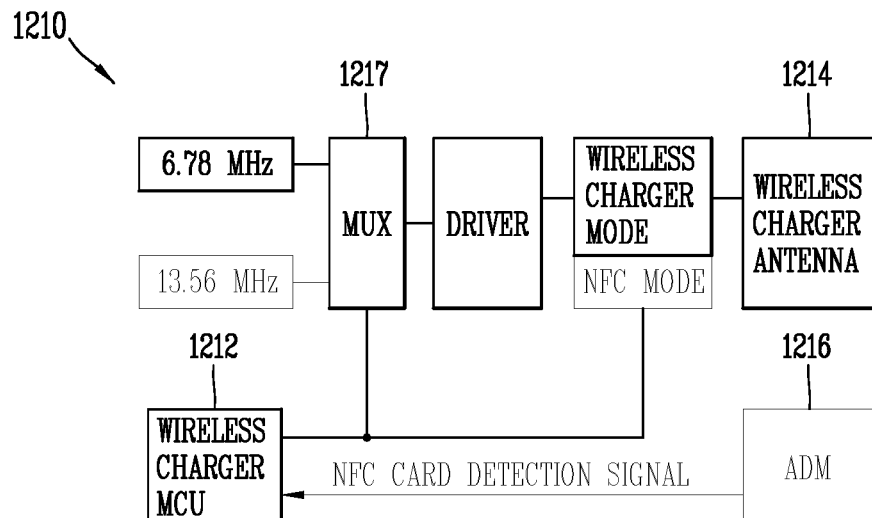 1210
1217
1214
6.78 MHz
MUX
DRIVER
WIRELESS
CHARGER
MODE
WIRELESS
CHARGER
ANTENNA
13.56 MHz
NFC MODE
1212
1216
WIRELESS
CHARGER
MCU
NFC CARD DETECTION SIGNAL
ADM